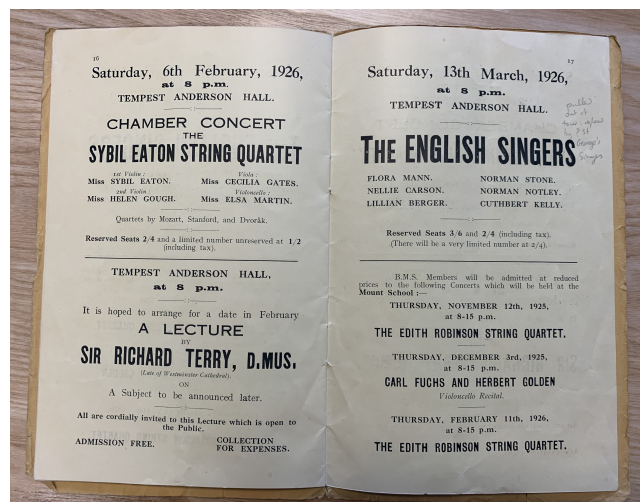 16
Saturday, 6th February, 1926,
at 8 p.m.
TEMPEST ANDERSON HALL.
CHAMBER CONCERT
THE
SYBIL EATON STRING QUARTET
1st Violin: Viola:
Miss SYBIL EATON. Miss CECILIA GATES.
2nd Violin: Violoncello:
Miss HELEN GOUGH. Miss ELSA MARTIN.
Quartets by Mozart, Stanford, and Dvorák.
Reserved Seats 2/4 and a limited number unreserved at 1/2
(including tax).
TEMPEST ANDERSON HALL,
at 8 p.m.
It is hoped to arrange for a date in February
A LECTURE
BY
SIR RICHARD TERRY, D.MUS.
(Late of Westminster Cathedral).
ON
A Subject to be announced later.
All are cordially invited to this Lecture which is open to
the Public.
ADMISSION FREE. COLLECTION
FOR EXPENSES.
17
Saturday, 13th March, 1926,
at 8 p.m.
TEMPEST ANDERSON HALL.
THE ENGLISH SINGERS
FLORA MANN. NORMAN STONE.
NELLIE CARSON. NORMAN NOTLEY.
LILLIAN BERGER. CUTHBERT KELLY.
Reserved Seats 3/6 and 2/4 (including tax).
(There will be a very limited number at 2/4).
B.M.S. Members will be admitted at reduced
prices to the following Concerts which will be held at the
Mount School :—
THURSDAY, NOVEMBER 12th, 1925,
at 8-15 p.m.
THE EDITH ROBINSON STRING QUARTET.
THURSDAY, DECEMBER 3rd, 1925,
at 8-15 p.m.
CARL FUCHS AND HERBERT GOLDEN
Violoncello Recital.
THURSDAY, FEBRUARY 11th, 1926,
at 8-15 p.m.
THE EDITH ROBINSON STRING QUARTET.
out of
by
George's
Singers